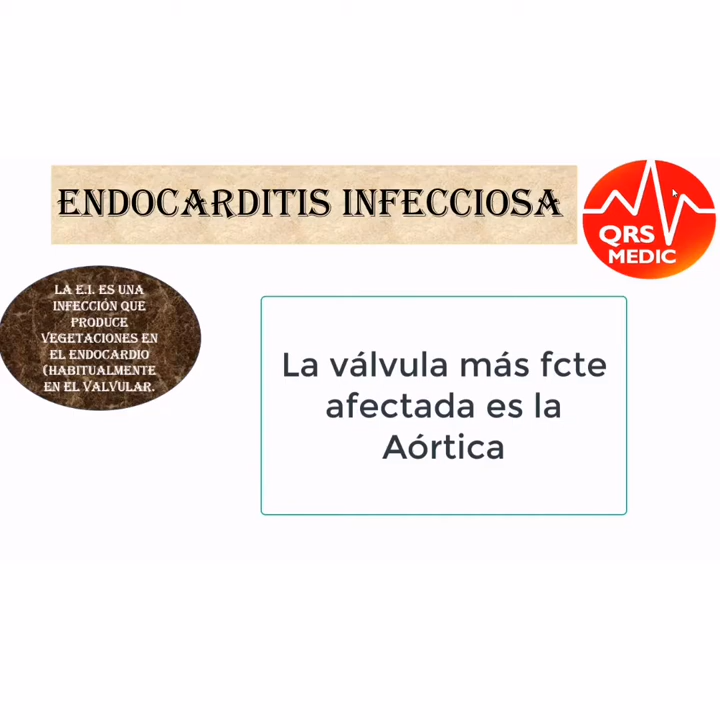 ENDOCARDITIS INFECCIOSA
QRS
MEDIC
LA E.I. ES UNA
INFECCIÓN QUE
PRODUCE
VEGETACIONES EN
EL ENDOCARDIO
(HABITUALMENTE
EN EL VALVULAR.
La válvula más fcte
afectada es la
Aórtica